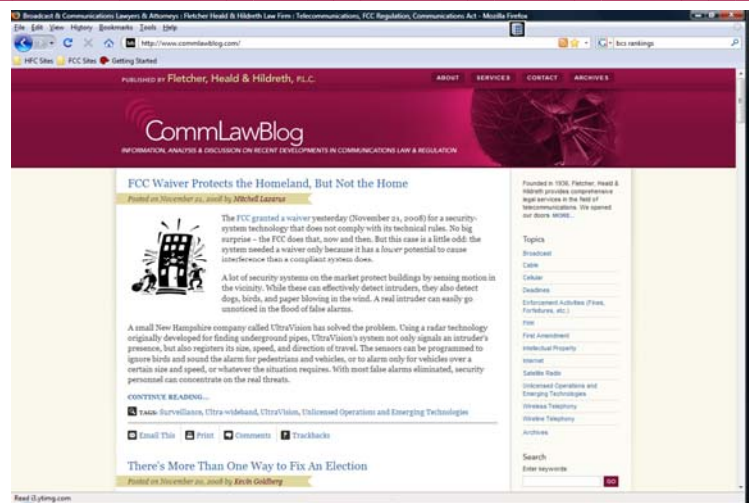 Broadcast & Communications Lawyers & Attorneys : Fletcher Heald & Hildreth Law Firm : Telecommunications, FCC Regulation, Communications Act - Mozilla Firefox
File Edit View History Bookmarks Tools Help
http://www.commlawblog.com/
bcs rankings
HFC Sites FCC Sites Getting Started
PUBLISHED BY Fletcher, Heald & Hildreth, P.L.C.
ABOUT SERVICES CONTACT ARCHIVES
CommLawBlog
INFORMATION, ANALYSIS & DISCUSSION ON RECENT DEVELOPMENTS IN COMMUNICATIONS LAW & REGULATION
FCC Waiver Protects the Homeland, But Not the Home
Posted on November 21, 2008 by Mitchell Lazarus
The FCC granted a waiver yesterday (November 21, 2008) for a security-
system technology that does not comply with its technical rules. No big
surprise – the FCC does that, now and then. But this case is a little odd: the
system needed a waiver only because it has a lower potential to cause
interference than a compliant system does.
A lot of security systems on the market protect buildings by sensing motion in
the vicinity. While these can effectively detect intruders, they also detect
dogs, birds, and paper blowing in the wind. A real intruder can easily go
unnoticed in the flood of false alarms.
A small New Hampshire company called UltraVision has solved the problem. Using a radar technology
originally developed for finding underground pipes, UltraVision's system not only signals an intruder's
presence, but also registers its size, speed, and direction of travel. The sensors can be programmed to
ignore birds and sound the alarm for pedestrians and vehicles, or to alarm only for vehicles over a
certain size and speed, or whatever the situation requires. With most false alarms eliminated, security
personnel can concentrate on the real threats.
CONTINUE READING...
TAGS: Surveillance, Ultra-wideband, UltraVision, Unlicensed Operations and Emerging Technologies
Email This Print Comments Trackbacks
There's More Than One Way to Fix An Election
Posted on November 20, 2008 by Kevin Goldberg
Founded in 1936, Fletcher, Heald &
Hildreth provides comprehensive
legal services in the field of
telecommunications. We opened
our doors MORE...
Topics
Broadcast
Cable
Cellular
Deadlines
Enforcement Activities (Fines,
Forfeitures, etc.)
First Amendment
Intellectual Property
Internet
Satellite Radio
Unlicensed Operations and
Emerging Technologies
Wireless Telephony
Wireline Telephony
Archives
Search
Enter keywords:
GO
Read i3.ytimg.com